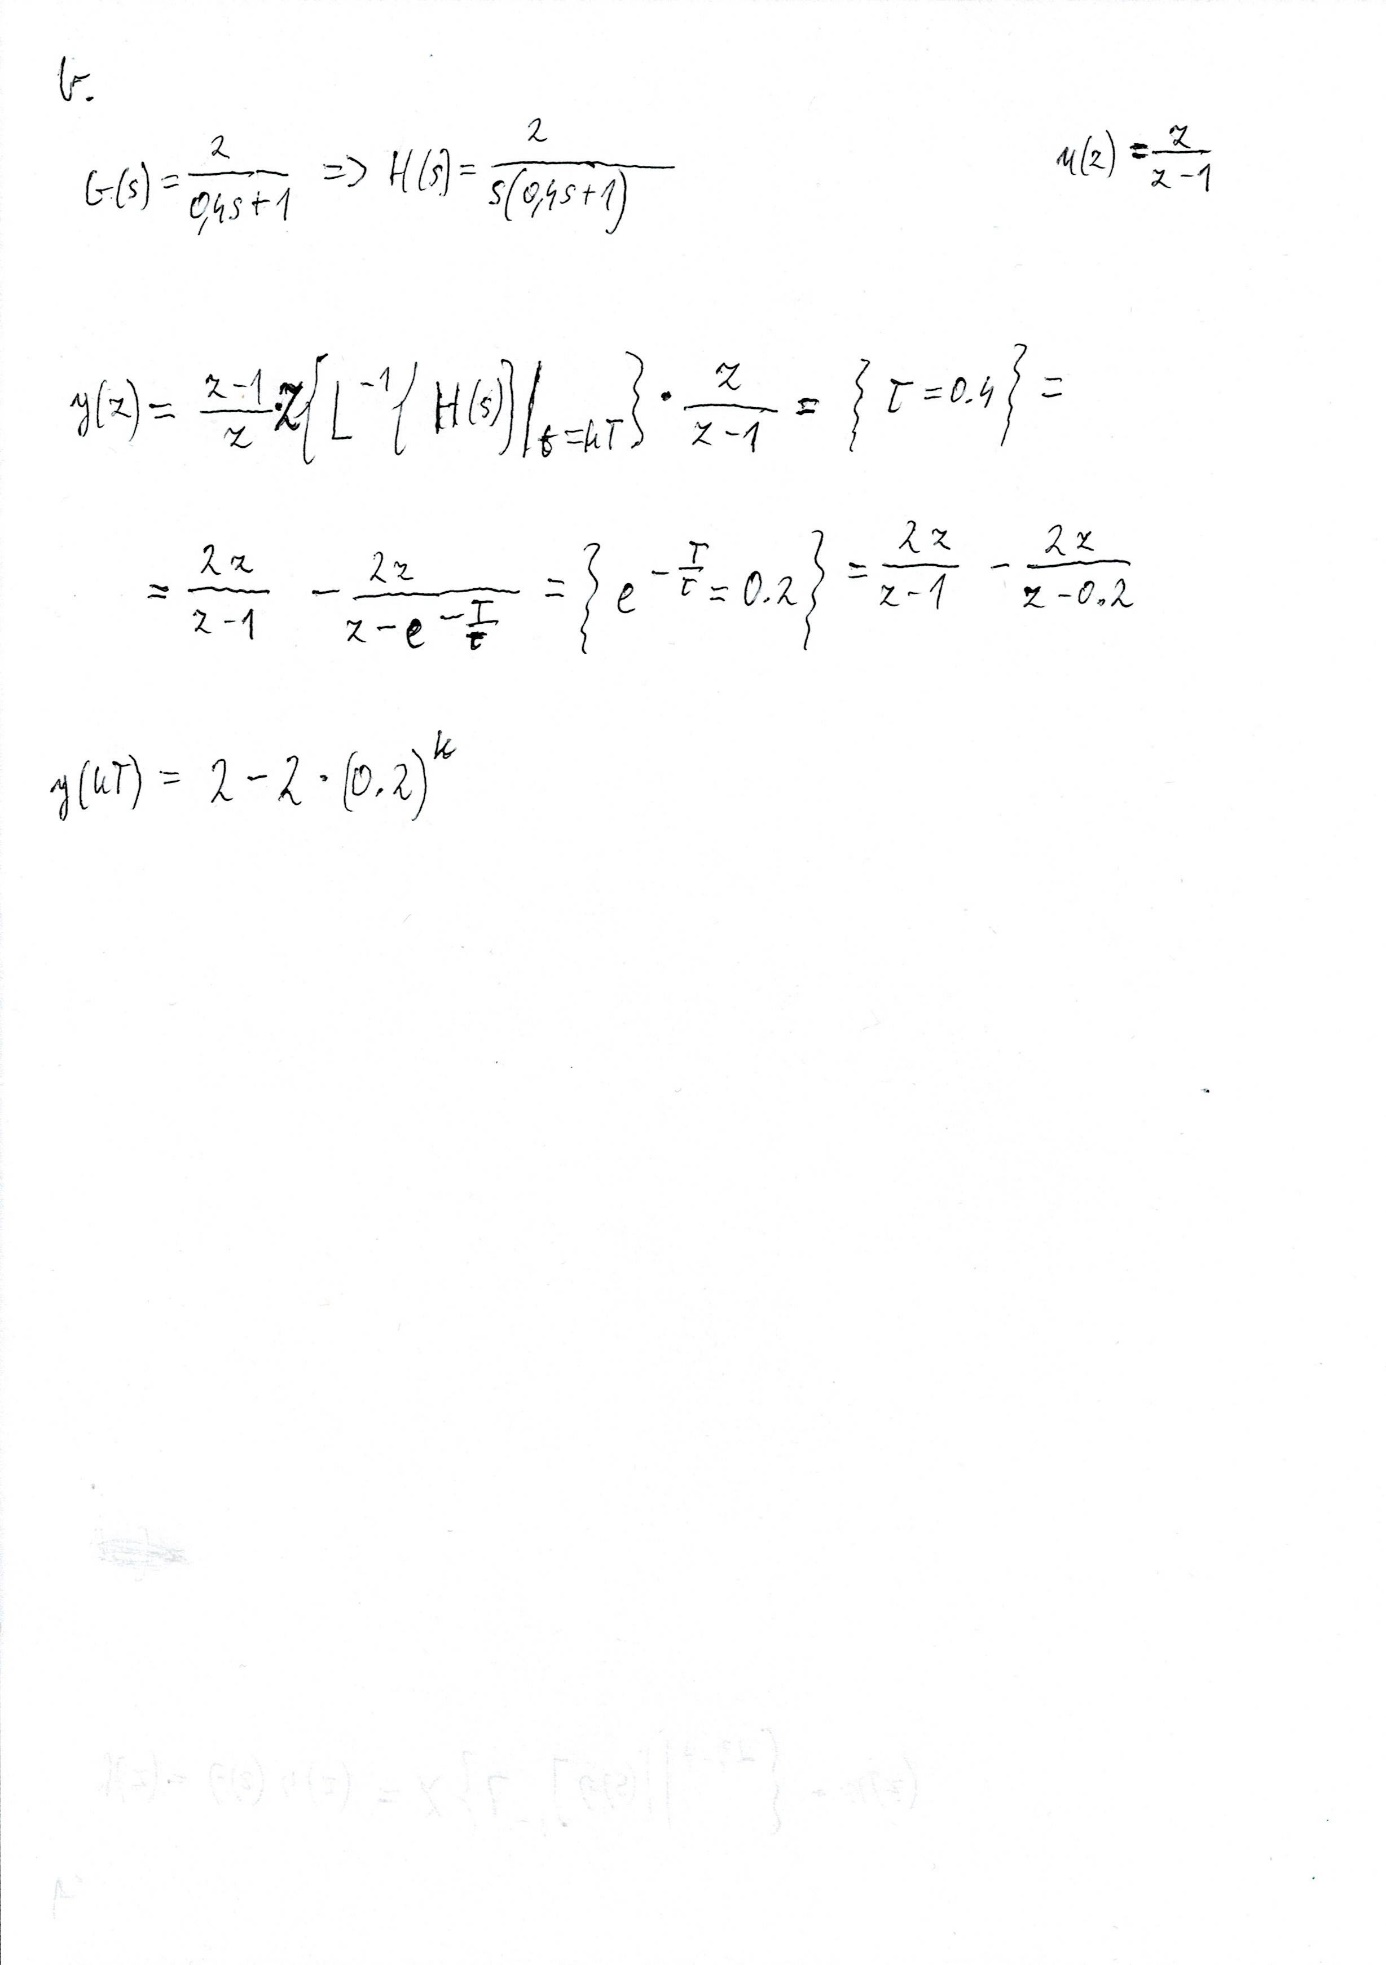 b.
G(s) = 2/(0,4s+1) => H(s) = 2/(s(0,4s+1))    u(z) = z/(z-1)
y(z) = (z-1)/z · Z{L^-1{H(s)}|t=kT} · z/(z-1) = {τ=0.4} =
= 2z/(z-1) - 2z/(z-e^(-T/τ)) = {e^(-T/τ) = 0.2} = 2z/(z-1) - 2z/(z-0.2)
y(kT) = 2 - 2·(0.2)^k